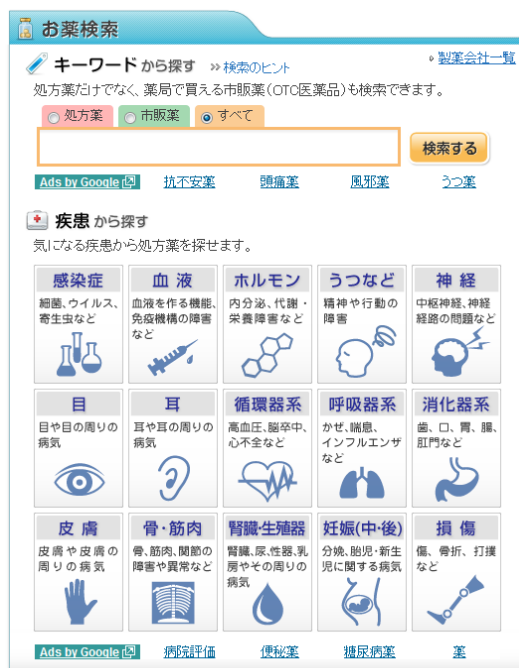 お薬検索
キーワードから探す >> 検索のヒント
製薬会社一覧
処方薬だけでなく、薬局で買える市販薬(OTC医薬品)も検索できます。
処方薬 市販薬 すべて
検索する
Ads by Google 抗不安薬 頭痛薬 風邪薬 うつ薬
疾患から探す
気になる疾患から処方薬を探せます。
感染症
細菌、ウイルス、
寄生虫など
血液
血液を作る機能、
免疫機構の障害
など
ホルモン
内分泌、代謝・
栄養障害など
うつなど
精神や行動の
障害
神経
中枢神経、神経
経路の問題など
目
目や目の周りの
病気
耳
耳や耳の周りの
病気
循環器系
高血圧、脳卒中、
心不全など
呼吸器系
かぜ、喘息、
インフルエンザ
など
消化器系
歯、口、胃、腸、
肛門など
皮膚
皮膚や皮膚の
周りの病気
骨・筋肉
骨、筋肉、関節の
障害や異常など
腎臓・生殖器
腎臓、尿、性器、乳
房やその周りの
病気
妊娠(中・後)
分娩、胎児・新生
児に関する病気
損傷
傷、骨折、打撲
など
Ads by Google 病院評価 便秘薬 糖尿病薬 薬